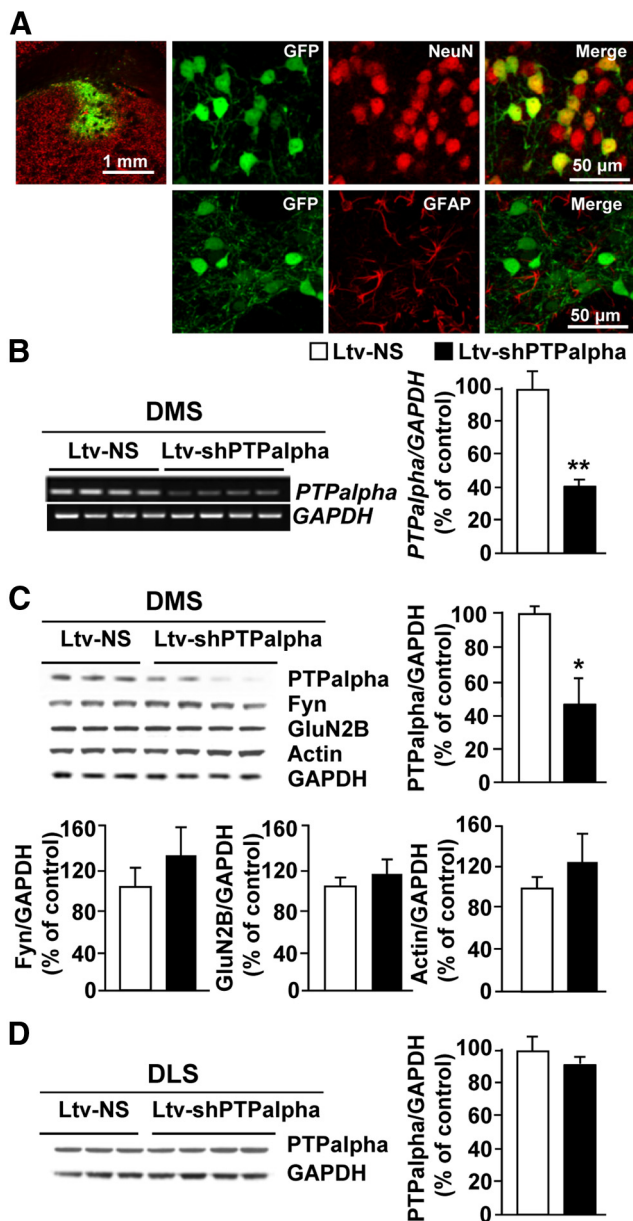 A
GFP
NeuN
Merge
1 mm
50 µm
GFP
GFAP
Merge
50 µm
B
Ltv-NS Ltv-shPTPalpha
DMS
Ltv-NS Ltv-shPTPalpha
PTPalpha
GAPDH
PTPalpha/GAPDH
(% of control)
100
80
60
40
20
0
**
C
DMS
Ltv-NS Ltv-shPTPalpha
PTPalpha
Fyn
GluN2B
Actin
GAPDH
PTPalpha/GAPDH
(% of control)
100
80
60
40
20
0
*
Fyn/GAPDH
(% of control)
160
120
80
40
0
GluN2B/GAPDH
(% of control)
160
120
80
40
0
Actin/GAPDH
(% of control)
160
120
80
40
0
D
DLS
Ltv-NS Ltv-shPTPalpha
PTPalpha
GAPDH
PTPalpha/GAPDH
(% of control)
100
80
60
40
20
0